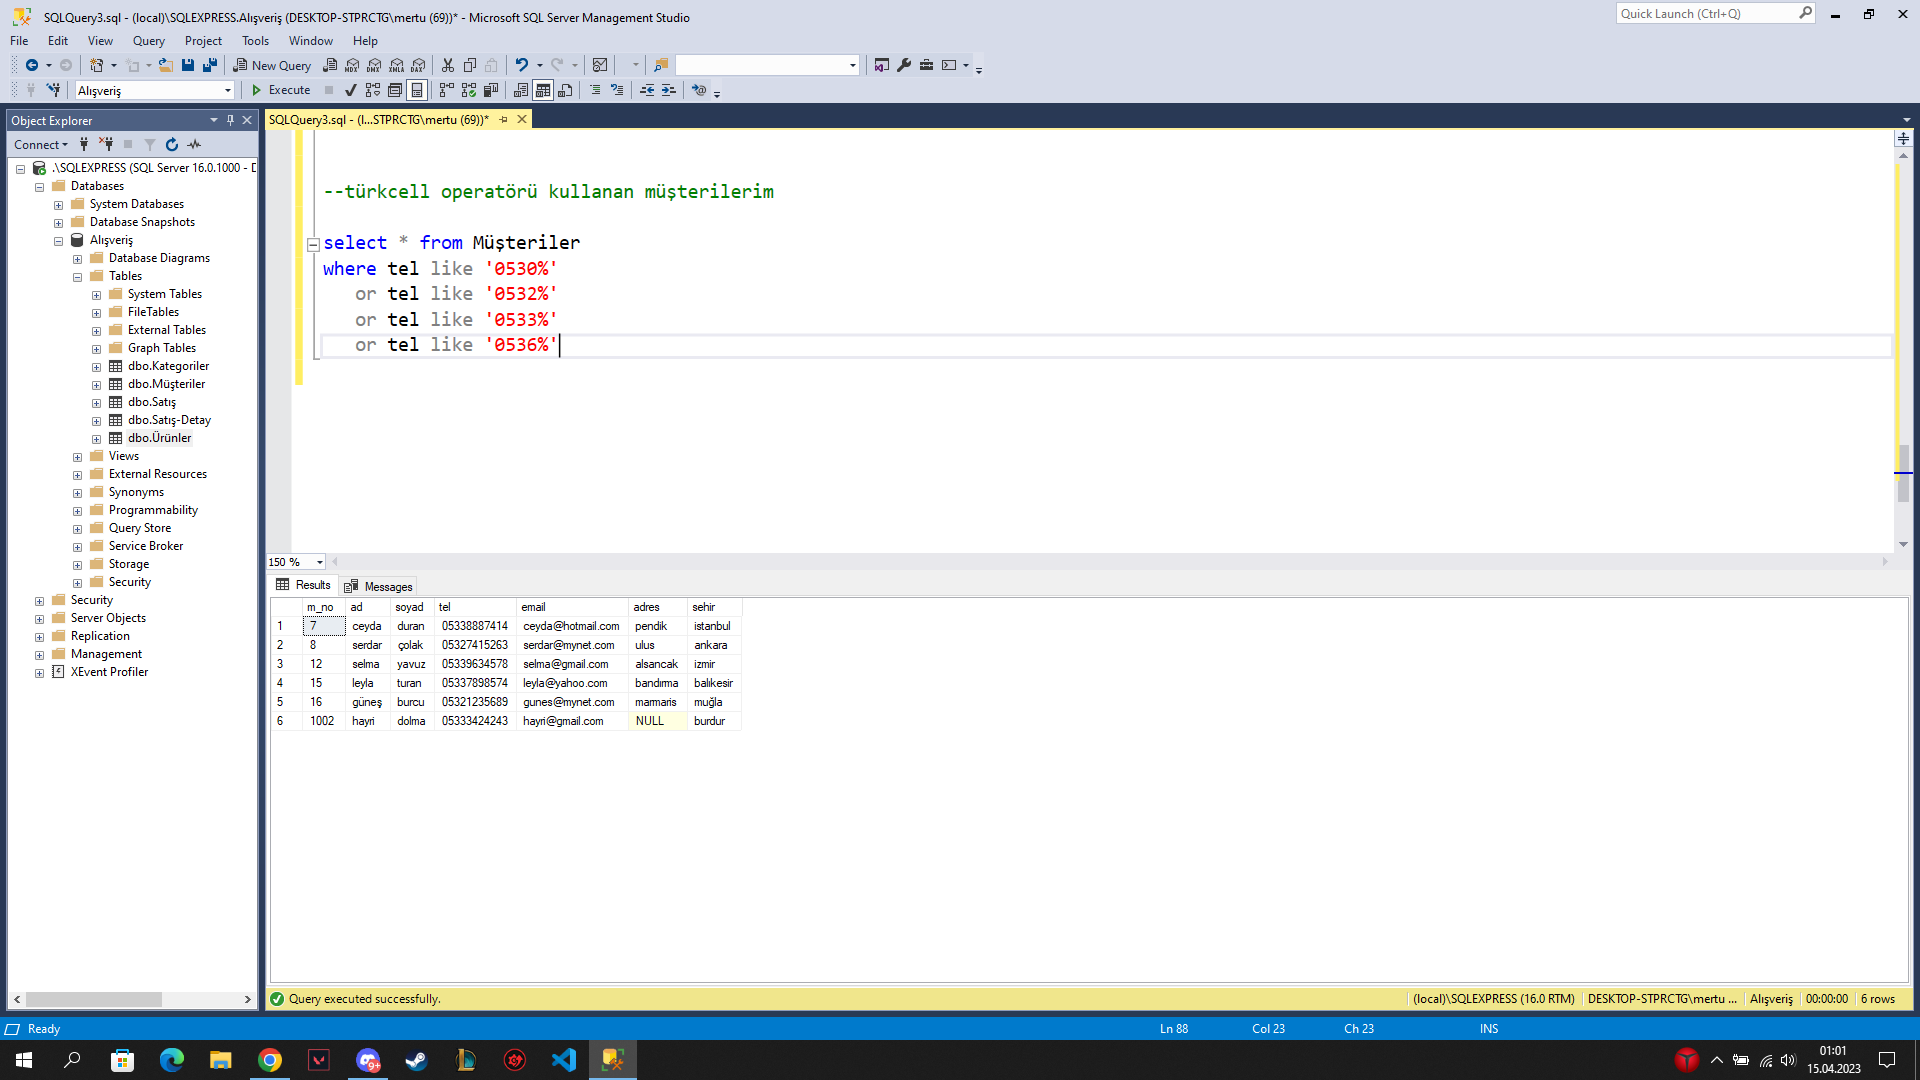 SQLQuery3.sql - (local)\SQLEXPRESS.Alışveriş (DESKTOP-STPRCTG\mertu (69))* - Microsoft SQL Server Management Studio
Quick Launch (Ctrl+Q)
File Edit View Query Project Tools Window Help
New Query
MDX DMX XMLA DAX
Alışveriş
Execute
Object Explorer
SQLQuery3.sql - (l...STPRCTG\mertu (69))*
Connect
.\SQLEXPRESS (SQL Server 16.0.1000 - D
Databases
System Databases
Database Snapshots
Alışveriş
Database Diagrams
Tables
System Tables
FileTables
External Tables
Graph Tables
dbo.Kategoriler
dbo.Müşteriler
dbo.Satış
dbo.Satış-Detay
dbo.Ürünler
Views
External Resources
Synonyms
Programmability
Query Store
Service Broker
Storage
Security
Security
Server Objects
Replication
Management
XEvent Profiler
--türkcell operatörü kullanan müşterilerim
select * from Müşteriler
where tel like '0530%'
or tel like '0532%'
or tel like '0533%'
or tel like '0536%'
150 %
Results Messages
m_no ad soyad tel email adres sehir
1 7 ceyda duran 05338887414 ceyda@hotmail.com pendik istanbul
2 8 serdar çolak 05327415263 serdar@mynet.com ulus ankara
3 12 selma yavuz 05339634578 selma@gmail.com alsancak izmir
4 15 leyla turan 05337898574 leyla@yahoo.com bandırma balıkesir
5 16 güneş burcu 05321235689 gunes@mynet.com marmaris muğla
6 1002 hayri dolma 05333424243 hayri@gmail.com NULL burdur
Query executed successfully.
(local)\SQLEXPRESS (16.0 RTM) DESKTOP-STPRCTG\mertu ... Alışveriş 00:00:00 6 rows
Ready
Ln 88 Col 23 Ch 23 INS
9+
01:01
15.04.2023